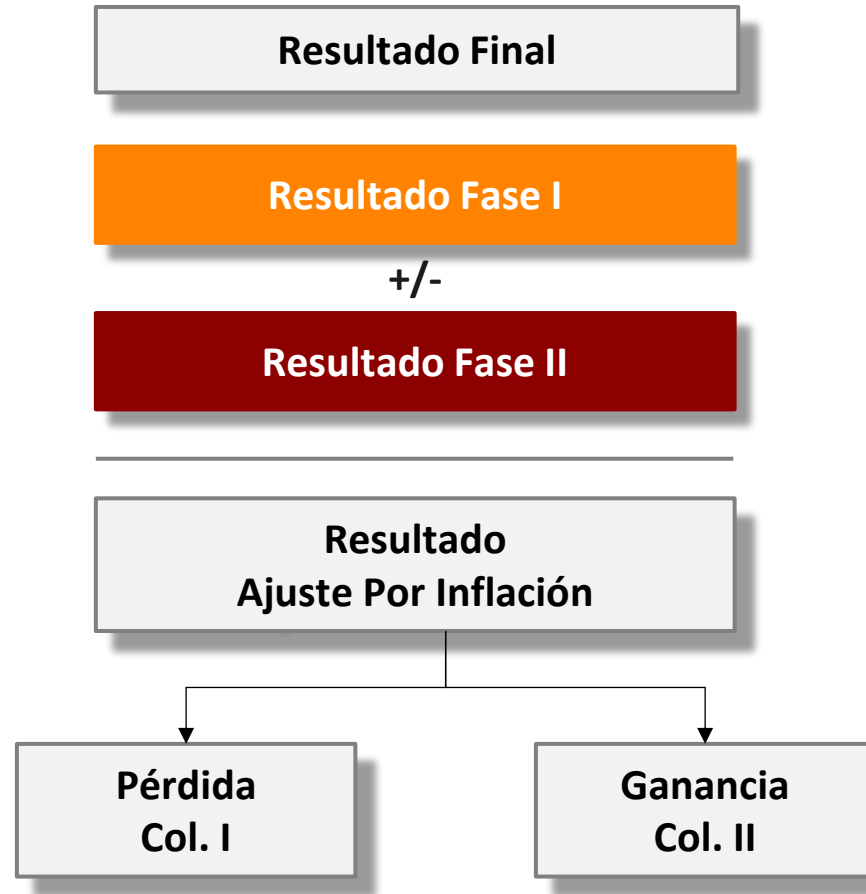 Resultado Final
Resultado Fase I
+/-
Resultado Fase II
Resultado
Ajuste Por Inflación
Pérdida
Col. I
Ganancia
Col. II